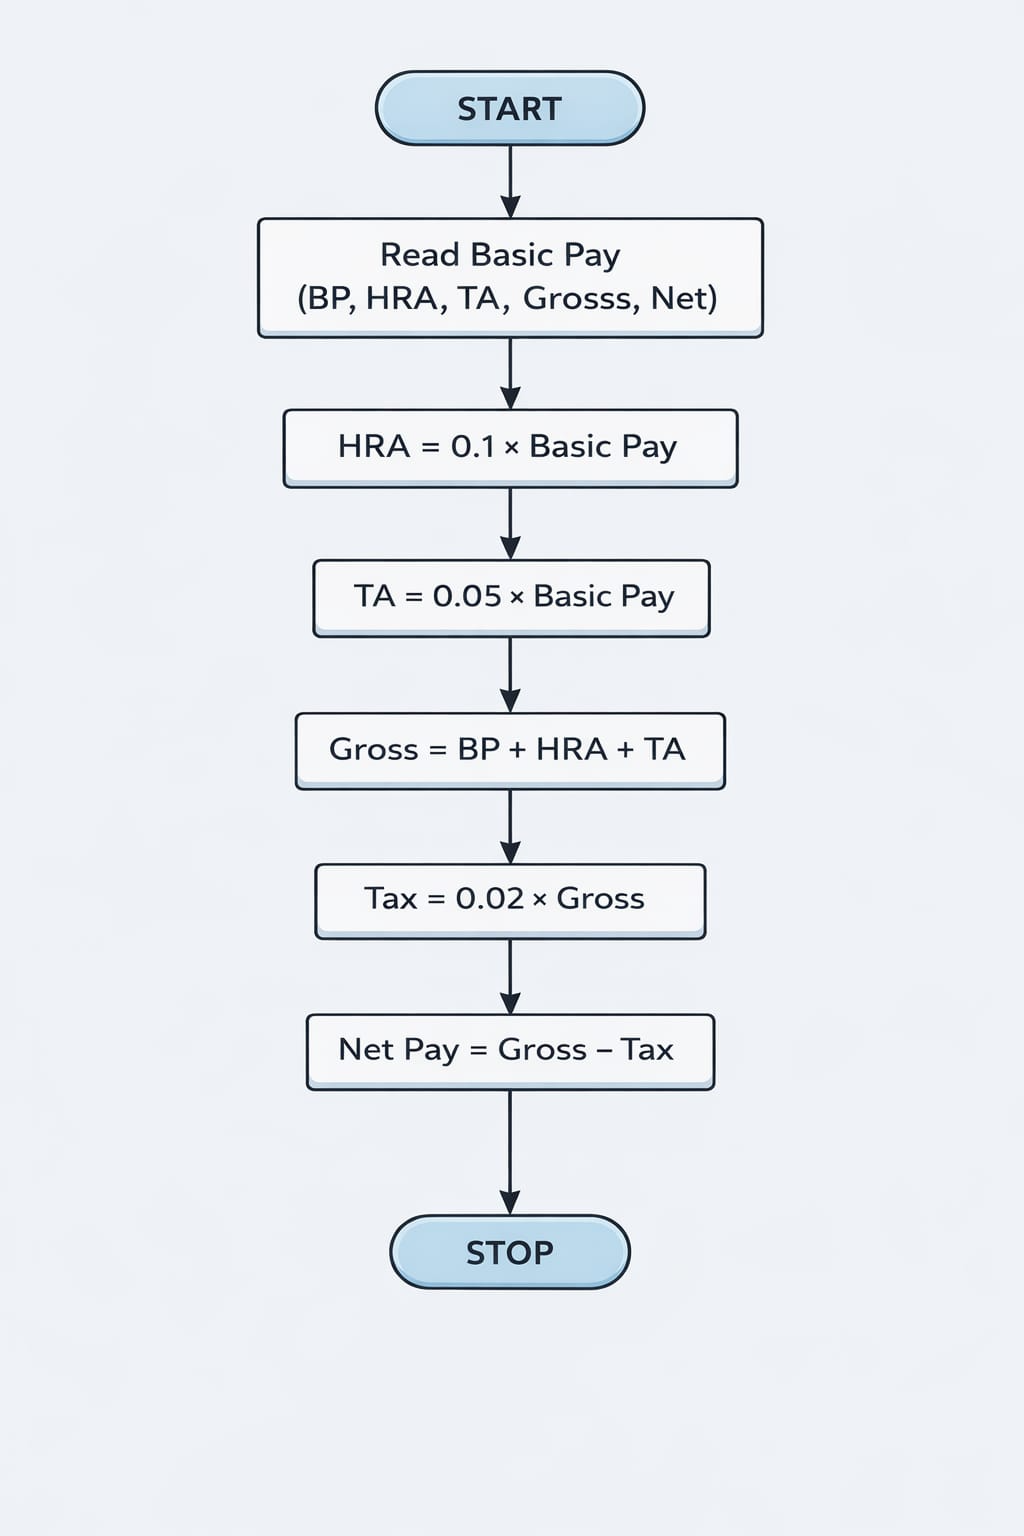 START
Read Basic Pay
(BP, HRA, TA, Grosss, Net)
HRA = 0.1 × Basic Pay
TA = 0.05 × Basic Pay
Gross = BP + HRA + TA
Tax = 0.02 × Gross
Net Pay = Gross – Tax
STOP